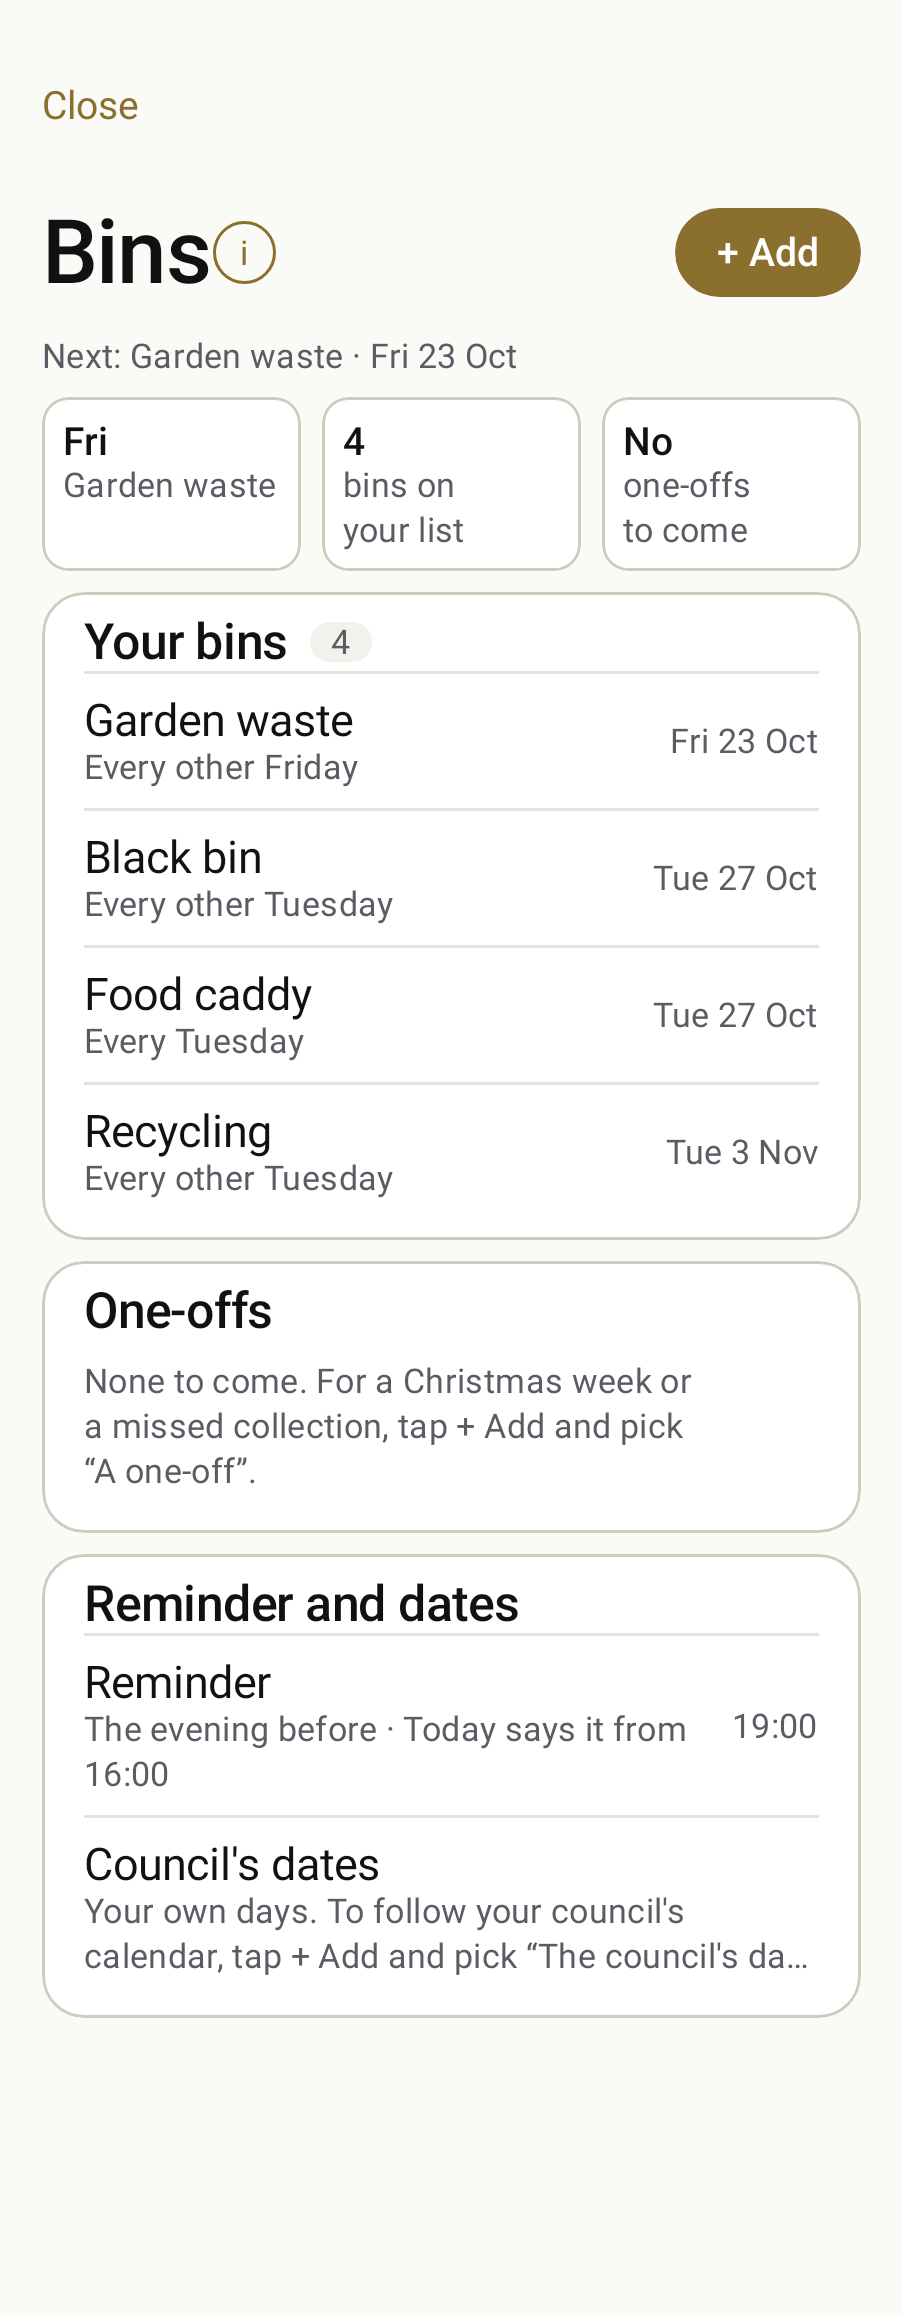 Close
Bins i
+ Add
Next: Garden waste · Fri 23 Oct
Fri
Garden waste
4
bins on
your list
No
one-offs
to come
Your bins 4
Garden waste
Every other Friday
Fri 23 Oct
Black bin
Every other Tuesday
Tue 27 Oct
Food caddy
Every Tuesday
Tue 27 Oct
Recycling
Every other Tuesday
Tue 3 Nov
One-offs
None to come. For a Christmas week or
a missed collection, tap + Add and pick
“A one-off”.
Reminder and dates
Reminder
The evening before · Today says it from
16:00
19:00
Council's dates
Your own days. To follow your council's
calendar, tap + Add and pick “The council's da…